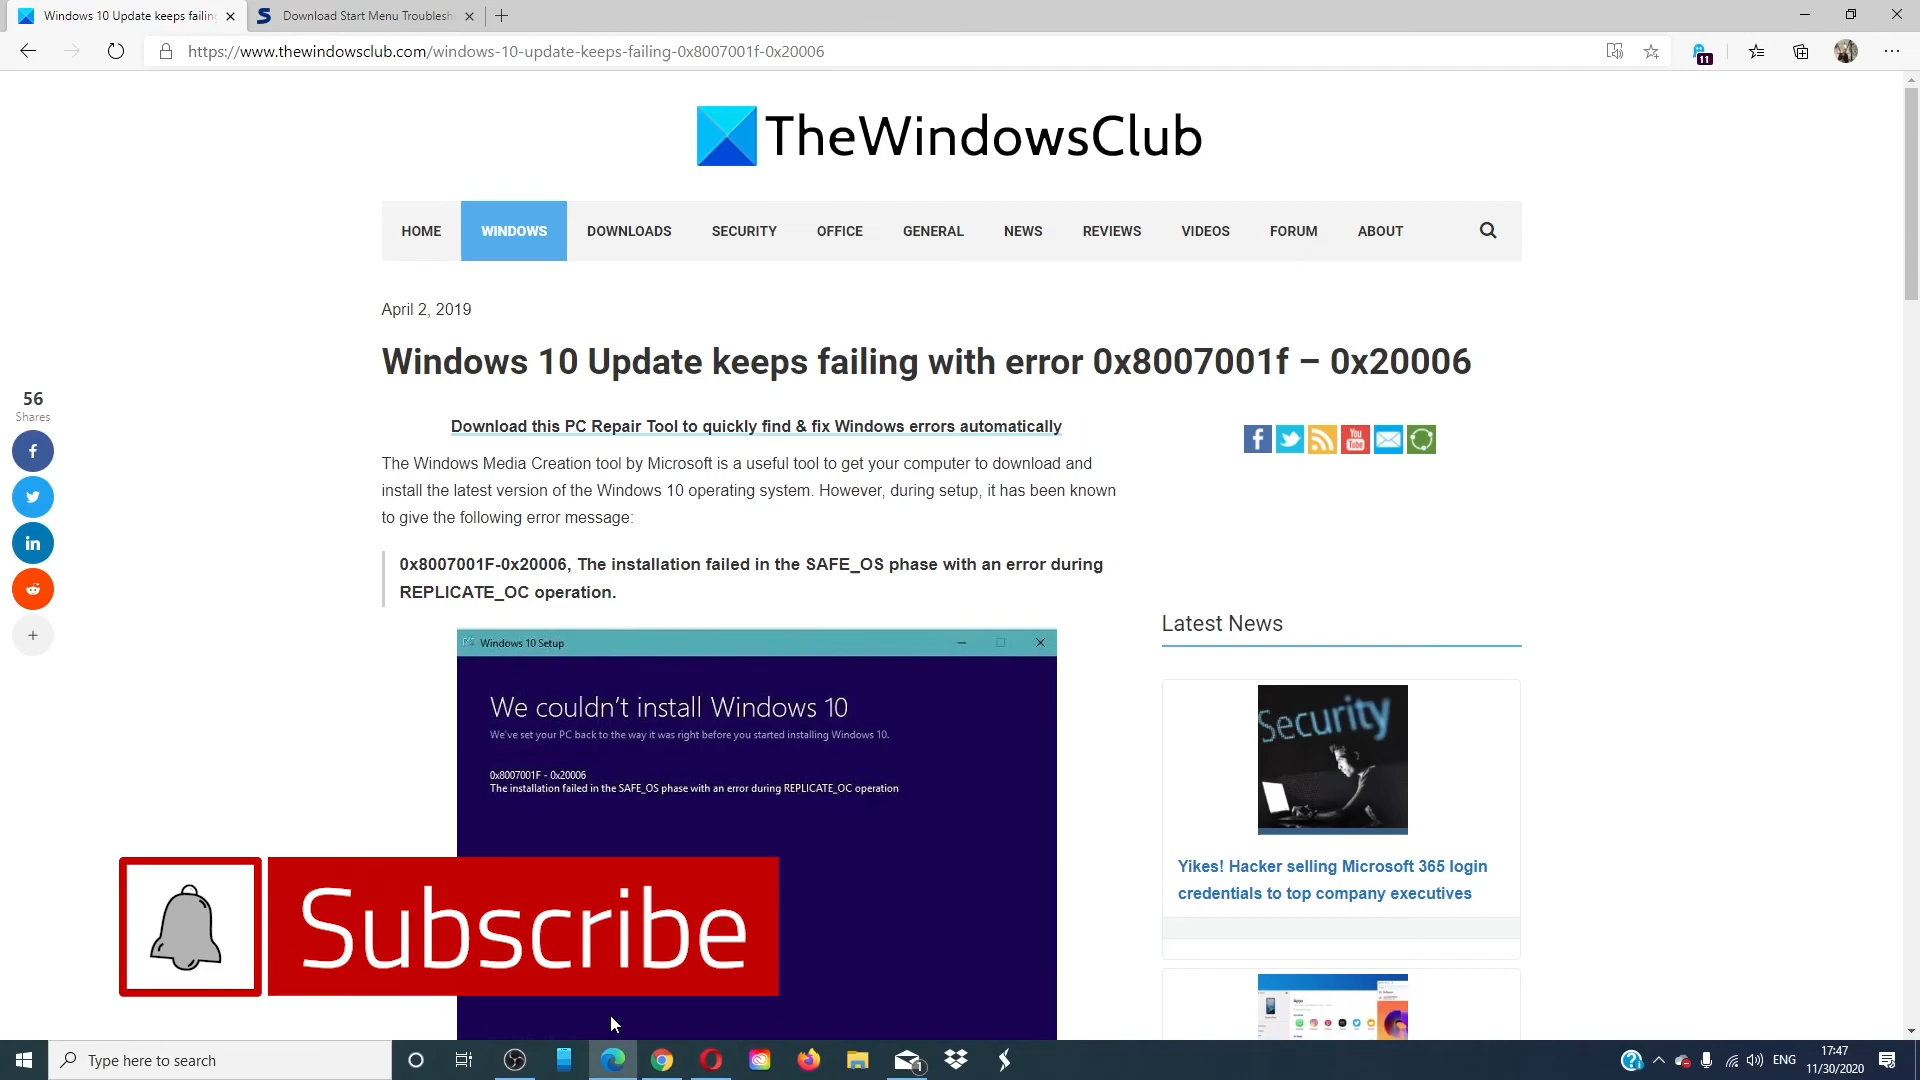 Windows 10 Update keeps failin
Download Start Menu Troublesh
https://www.thewindowsclub.com/windows-10-update-keeps-failing-0x8007001f-0x20006
11
TheWindowsClub
HOME WINDOWS DOWNLOADS SECURITY OFFICE GENERAL NEWS REVIEWS VIDEOS FORUM ABOUT
April 2, 2019
Windows 10 Update keeps failing with error 0x8007001f – 0x20006
56
Shares
Download this PC Repair Tool to quickly find & fix Windows errors automatically
The Windows Media Creation tool by Microsoft is a useful tool to get your computer to download and
install the latest version of the Windows 10 operating system. However, during setup, it has been known
to give the following error message:
0x8007001F-0x20006, The installation failed in the SAFE_OS phase with an error during
REPLICATE_OC operation.
Windows 10 Setup
We couldn't install Windows 10
We've set your PC back to the way it was right before you started installing Windows 10.
0x8007001F - 0x20006
The installation failed in the SAFE_OS phase with an error during REPLICATE_OC operation
Subscribe
You
Tube
Latest News
Security
Yikes! Hacker selling Microsoft 365 login
credentials to top company executives
Apps
Type here to search
1
ENG
17:47
11/30/2020